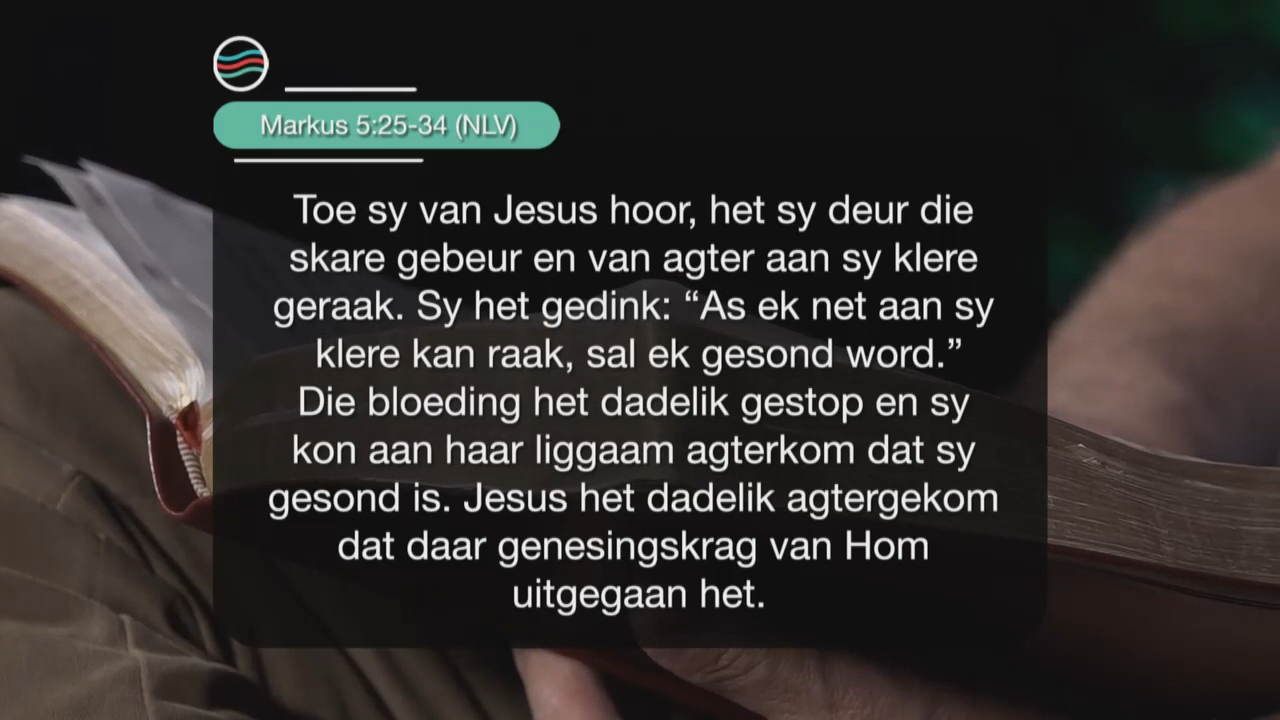 Markus 5:25-34 (NLV)
Toe sy van Jesus hoor, het sy deur die
skare gebeur en van agter aan sy klere
geraak. Sy het gedink: “As ek net aan sy
klere kan raak, sal ek gesond word.”
Die bloeding het dadelik gestop en sy
kon aan haar liggaam agterkom dat sy
gesond is. Jesus het dadelik agtergekom
dat daar genesingskrag van Hom
uitgegaan het.